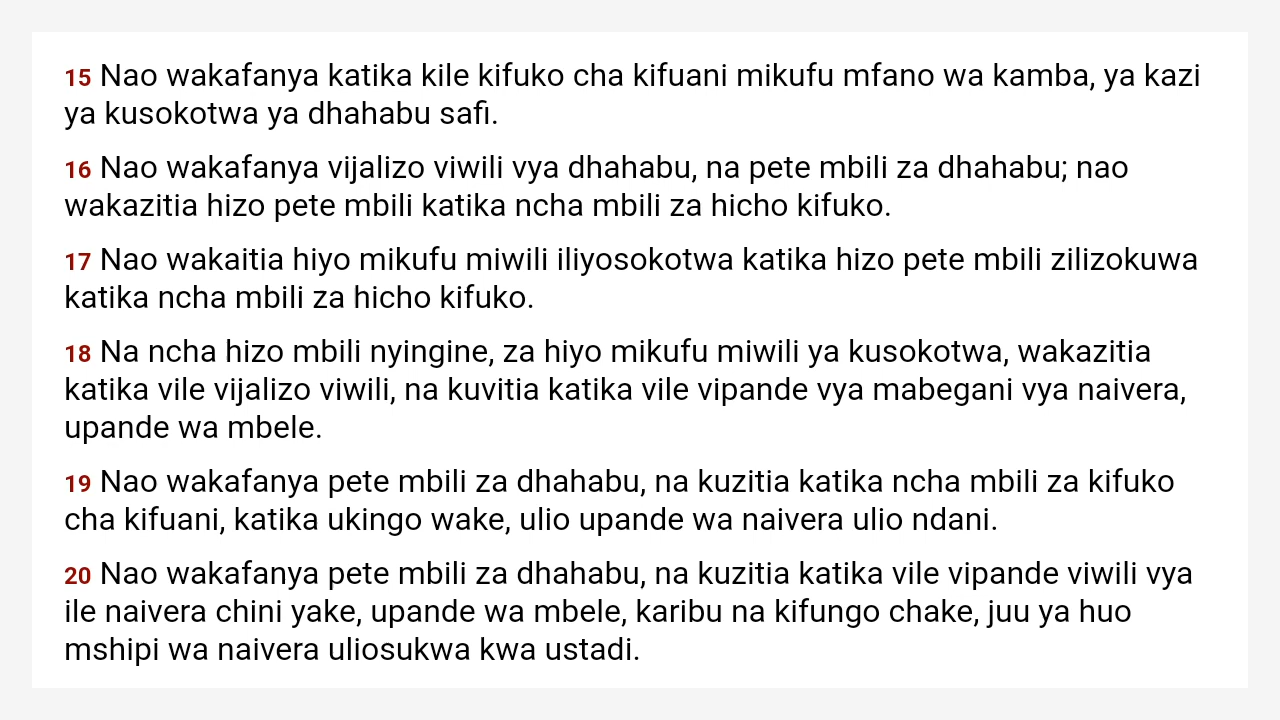 15 Nao wakafanya katika kile kifuko cha kifuani mikufu mfano wa kamba, ya kazi
ya kusokotwa ya dhahabu safi.
16 Nao wakafanya vijalizo viwili vya dhahabu, na pete mbili za dhahabu; nao
wakazitia hizo pete mbili katika ncha mbili za hicho kifuko.
17 Nao wakaitia hiyo mikufu miwili iliyosokotwa katika hizo pete mbili zilizokuwa
katika ncha mbili za hicho kifuko.
18 Na ncha hizo mbili nyingine, za hiyo mikufu miwili ya kusokotwa, wakazitia
katika vile vijalizo viwili, na kuvitia katika vile vipande vya mabegani vya naivera,
upande wa mbele.
19 Nao wakafanya pete mbili za dhahabu, na kuzitia katika ncha mbili za kifuko
cha kifuani, katika ukingo wake, ulio upande wa naivera ulio ndani.
20 Nao wakafanya pete mbili za dhahabu, na kuzitia katika vile vipande viwili vya
ile naivera chini yake, upande wa mbele, karibu na kifungo chake, juu ya huo
mshipi wa naivera uliosukwa kwa ustadi.